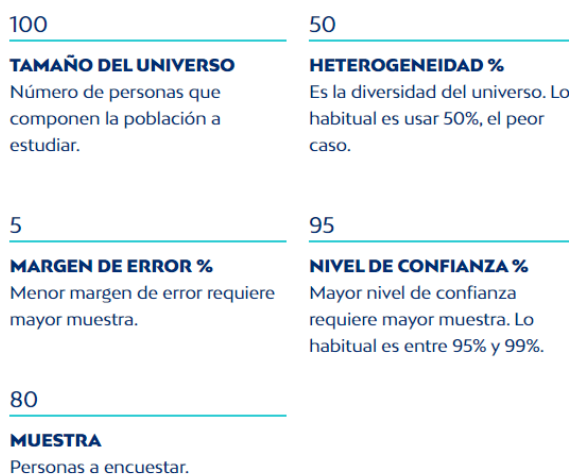 100
TAMAÑO DEL UNIVERSO
Número de personas que
componen la población a
estudiar.
50
HETEROGENEIDAD %
Es la diversidad del universo. Lo
habitual es usar 50%, el peor
caso.
5
MARGEN DE ERROR %
Menor margen de error requiere
mayor muestra.
95
NIVEL DE CONFIANZA %
Mayor nivel de confianza
requiere mayor muestra. Lo
habitual es entre 95% y 99%.
80
MUESTRA
Personas a encuestar.